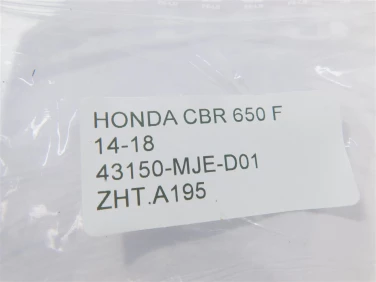 HONDA CBR 650 F
14-18
43150-MJE-D01
ZHT.A195